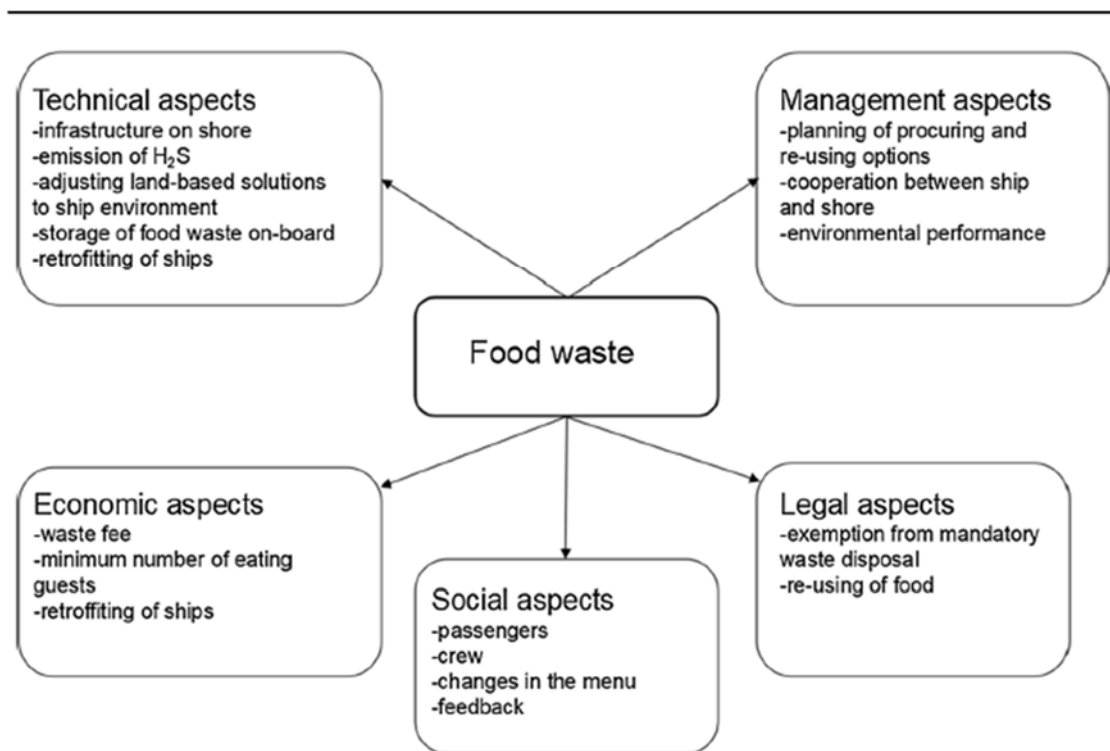 Technical aspects
-infrastructure on shore
-emission of H₂S
-adjusting land-based solutions
to ship environment
-storage of food waste on-board
-retrofitting of ships
Management aspects
-planning of procuring and
re-using options
-cooperation between ship
and shore
-environmental performance
Food waste
Economic aspects
-waste fee
-minimum number of eating
guests
-retroffiting of ships
Social aspects
-passengers
-crew
-changes in the menu
-feedback
Legal aspects
-exemption from mandatory
waste disposal
-re-using of food